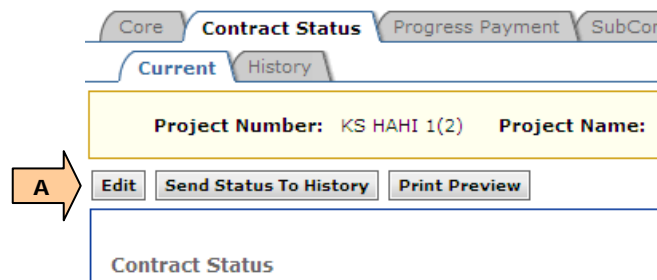 Core Contract Status Progress Payment
Current History
Project Number: KS HAHI 1(2) Project Name:
A Edit Send Status To History Print Preview
Contract Status